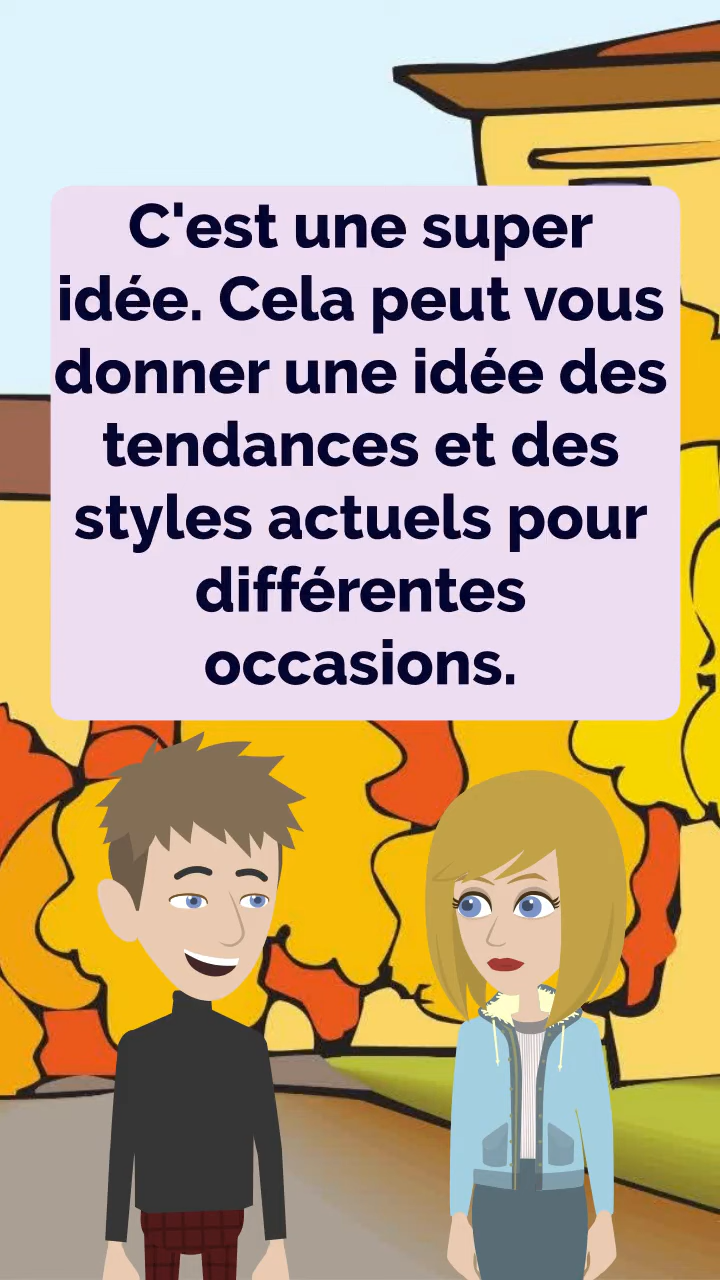 C'est une super
idée. Cela peut vous
donner une idée des
tendances et des
styles actuels pour
différentes
occasions.